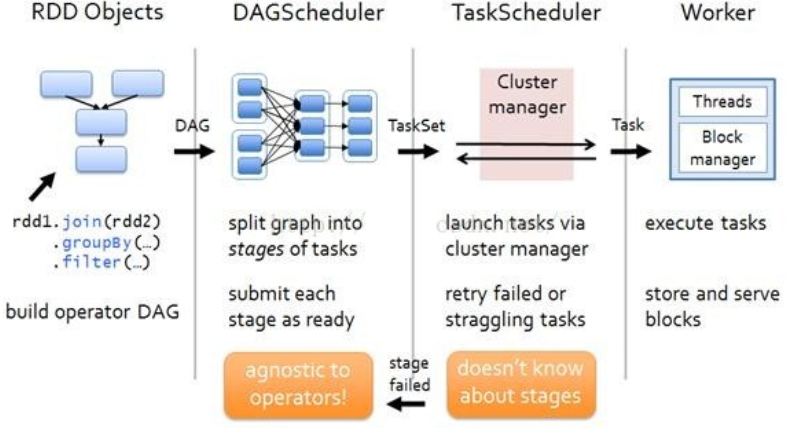 RDD Objects
DAGScheduler
TaskScheduler
Worker
DAG
TaskSet
Cluster
manager
Task
Threads
Block
manager
rdd1.join(rdd2)
.groupBy(…)
.filter(…)
build operator DAG
split graph into
stages of tasks
submit each
stage as ready
launch tasks via
cluster manager
retry failed or
straggling tasks
execute tasks
store and serve
blocks
agnostic to
operators!
stage
failed
doesn't know
about stages